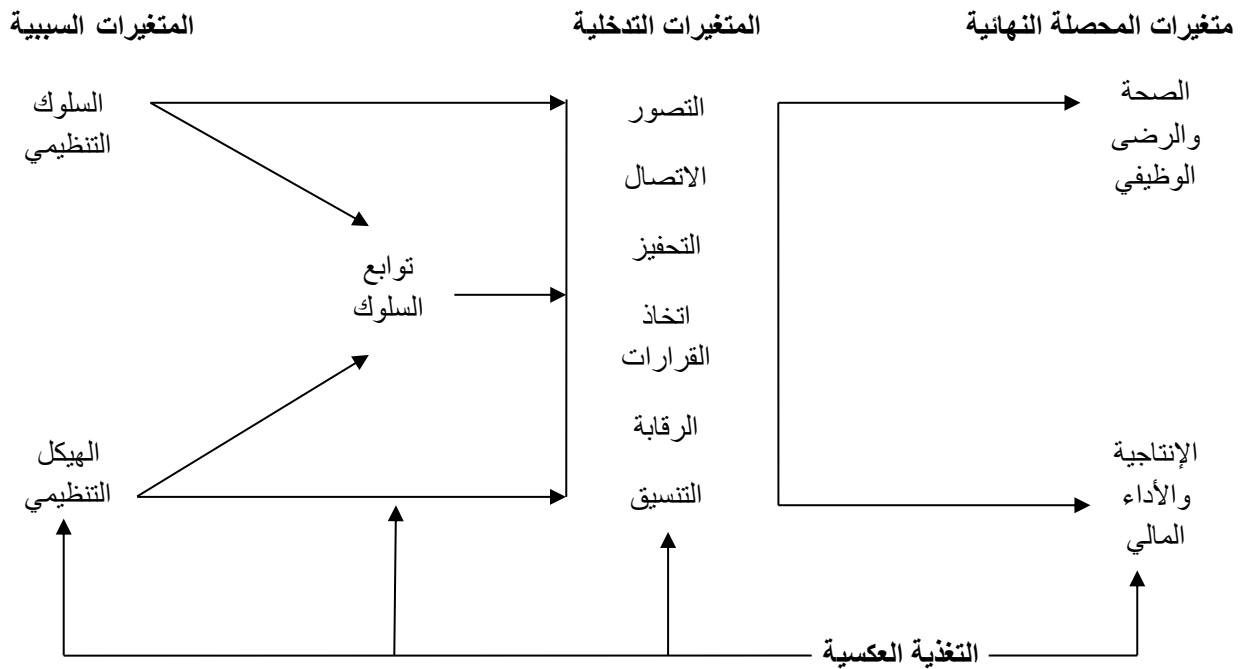 المتغيرات السببية
المتغيرات التدخلية
متغيرات المحصلة النهائية
السلوك
التنظيمي
الهيكل
التنظيمي
توابع
السلوك
التصور
الاتصال
التحفيز
اتخاذ
القرارات
الرقابة
التنسيق
الصحة
والرضى
الوظيفي
الإنتاجية
والأداء
المالي
التغذية العكسية